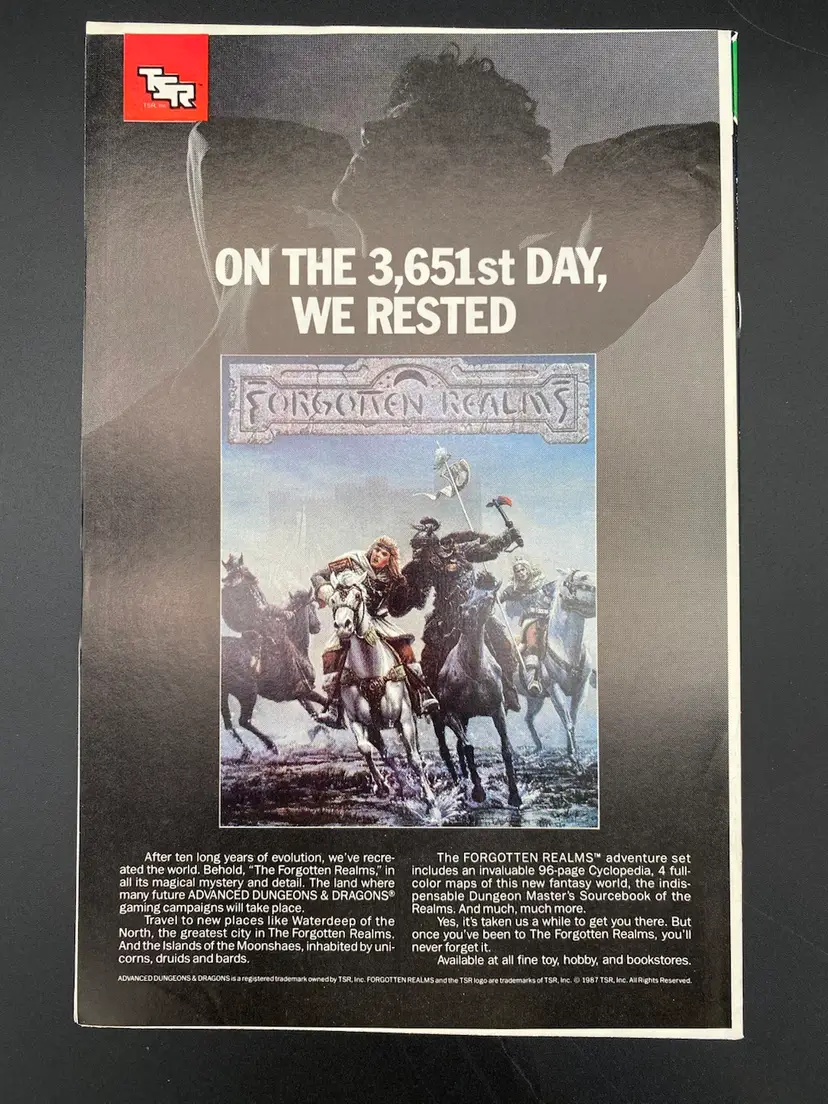 TSR™
TSR, Inc.
ON THE 3,651st DAY,
WE RESTED
FORGOTTEN REALMS
After ten long years of evolution, we've recre-
ated the world. Behold, "The Forgotten Realms," in
all its magical mystery and detail. The land where
many future ADVANCED DUNGEONS & DRAGONS®
gaming campaigns will take place.
Travel to new places like Waterdeep of the
North, the greatest city in The Forgotten Realms.
And the Islands of the Moonshaes, inhabited by uni-
corns, druids and bards.
The FORGOTTEN REALMS™ adventure set
includes an invaluable 96-page Cyclopedia, 4 full-
color maps of this new fantasy world, the indis-
pensable Dungeon Master's Sourcebook of the
Realms. And much, much more.
Yes, it's taken us a while to get you there. But
once you've been to The Forgotten Realms, you'll
never forget it.
Available at all fine toy, hobby, and bookstores.
ADVANCED DUNGEONS & DRAGONS is a registered trademark owned by TSR, Inc. FORGOTTEN REALMS and the TSR logo are trademarks of TSR, Inc. © 1987 TSR, Inc. All Rights Reserved.